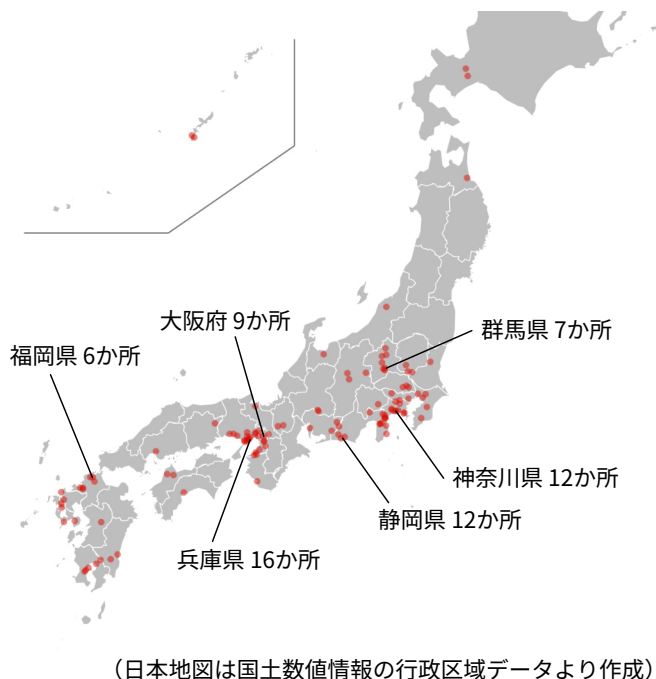 大阪府 9か所
群馬県 7か所
福岡県 6か所
神奈川県 12か所
静岡県 12か所
兵庫県 16か所
（日本地図は国土数値情報の行政区域データより作成）